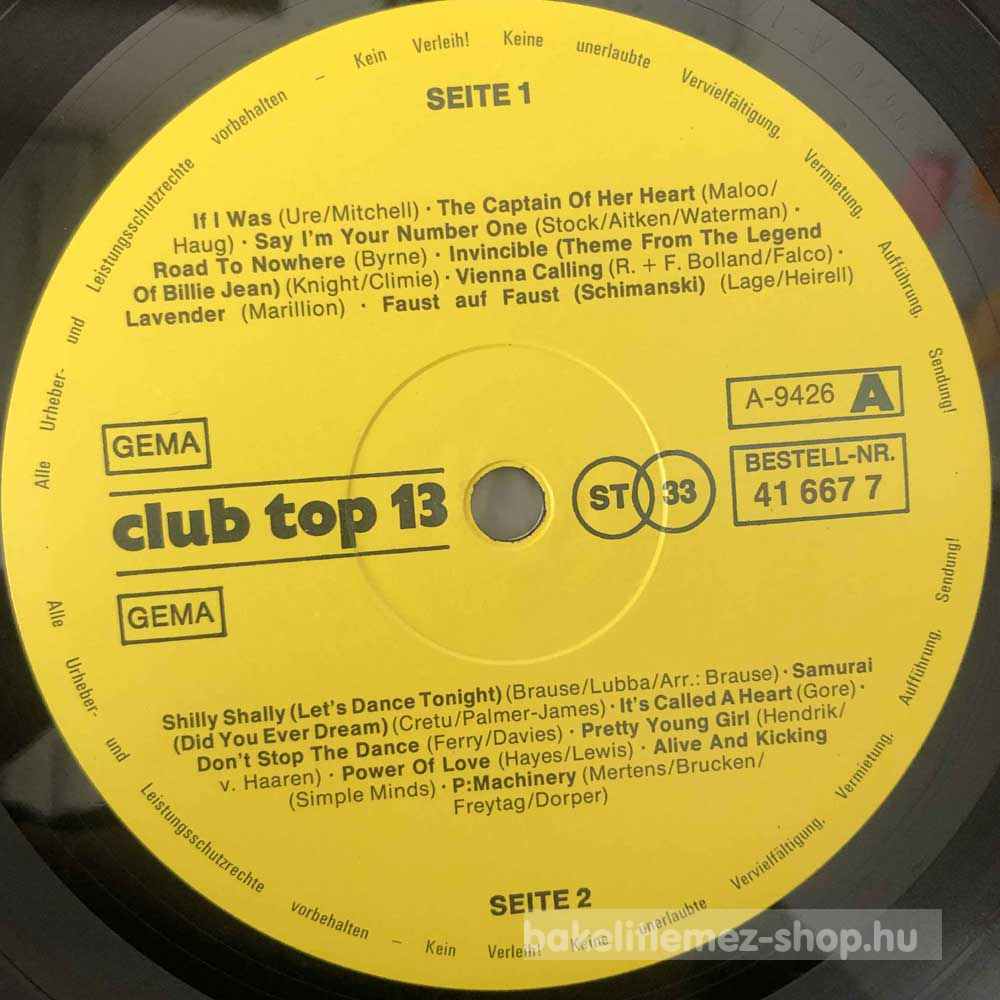 Alle Urheber- und Leistungsschutzrechte vorbehalten – Kein Verleih! Keine unerlaubte Vervielfältigung, Vermietung, Aufführung, Sendung!
SEITE 1
If I Was (Ure/Mitchell) · The Captain Of Her Heart (Maloo/
Haug) · Say I'm Your Number One (Stock/Aitken/Waterman) ·
Road To Nowhere (Byrne) · Invincible (Theme From The Legend
Of Billie Jean) (Knight/Climie) · Vienna Calling (R. + F. Bolland/Falco) ·
Lavender (Marillion) · Faust auf Faust (Schimanski) (Lage/Heirell)
GEMA
club top 13
GEMA
ST 33
A-9426 A
BESTELL-NR.
41 667 7
Shilly Shally (Let's Dance Tonight) (Brause/Lubba/Arr.: Brause) · Samurai
(Did You Ever Dream) (Cretu/Palmer-James) · It's Called A Heart (Gore) ·
Don't Stop The Dance (Ferry/Davies) · Pretty Young Girl (Hendrik/
v. Haaren) · Power Of Love (Hayes/Lewis) · Alive And Kicking
(Simple Minds) · P:Machinery (Mertens/Brucken/
Freytag/Dorper)
SEITE 2
Alle Urheber- und Leistungsschutzrechte vorbehalten – Kein Verleih! Keine unerlaubte Vervielfältigung, Vermietung, Aufführung, Sendung!
bakelitlemez-shop.hu